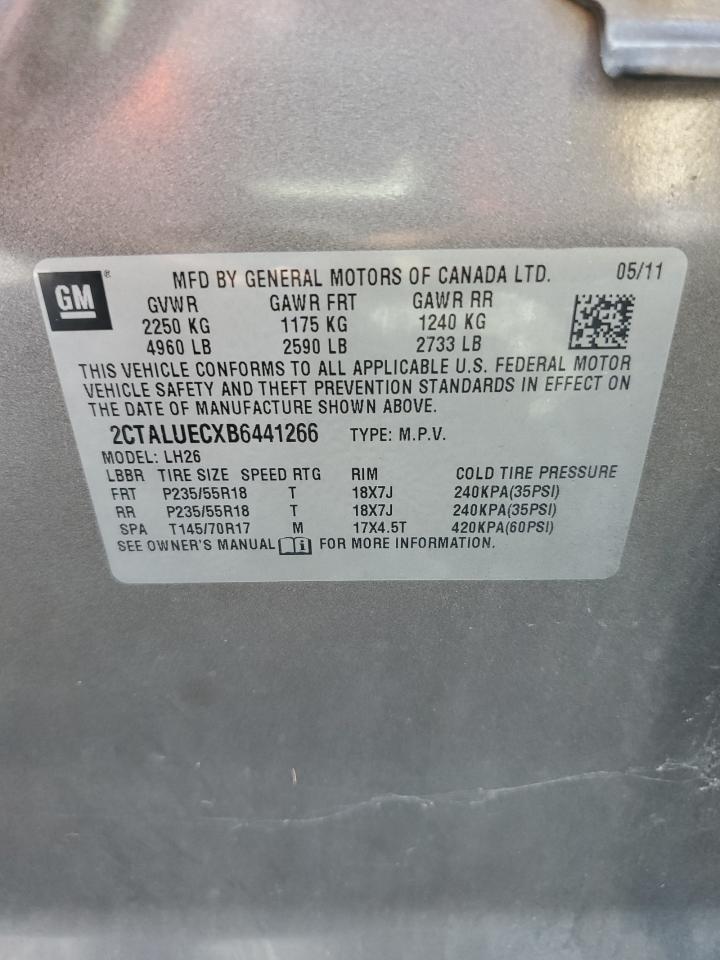 GM ® MFD BY GENERAL MOTORS OF CANADA LTD. 05/11
GVWR GAWR FRT GAWR RR
2250 KG 1175 KG 1240 KG
4960 LB 2590 LB 2733 LB
THIS VEHICLE CONFORMS TO ALL APPLICABLE U.S. FEDERAL MOTOR
VEHICLE SAFETY AND THEFT PREVENTION STANDARDS IN EFFECT ON
THE DATE OF MANUFACTURE SHOWN ABOVE.
2CTALUECXB6441266 TYPE: M.P.V.
MODEL: LH26
LBBR TIRE SIZE SPEED RTG RIM COLD TIRE PRESSURE
FRT P235/55R18 T 18X7J 240KPA(35PSI)
RR P235/55R18 T 18X7J 240KPA(35PSI)
SPA T145/70R17 M 17X4.5T 420KPA(60PSI)
SEE OWNER'S MANUAL i FOR MORE INFORMATION.